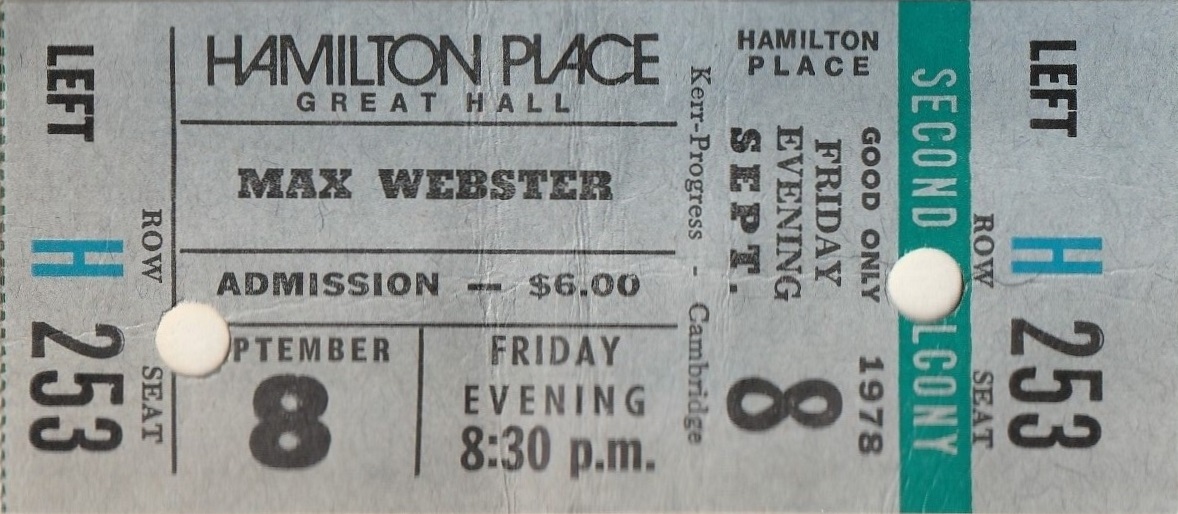 LEFT
ROW
H
SEAT
253
HAMILTON PLACE
GREAT HALL
MAX WEBSTER
ADMISSION — $6.00
PTEMBER
8
FRIDAY
EVENING
8:30 p.m.
Kerr-Progress - Cambridge
HAMILTON
PLACE
GOOD ONLY 1978
FRIDAY
EVENING
SEPT. 8
SECOND LCONY
LEFT
ROW
H
SEAT
253